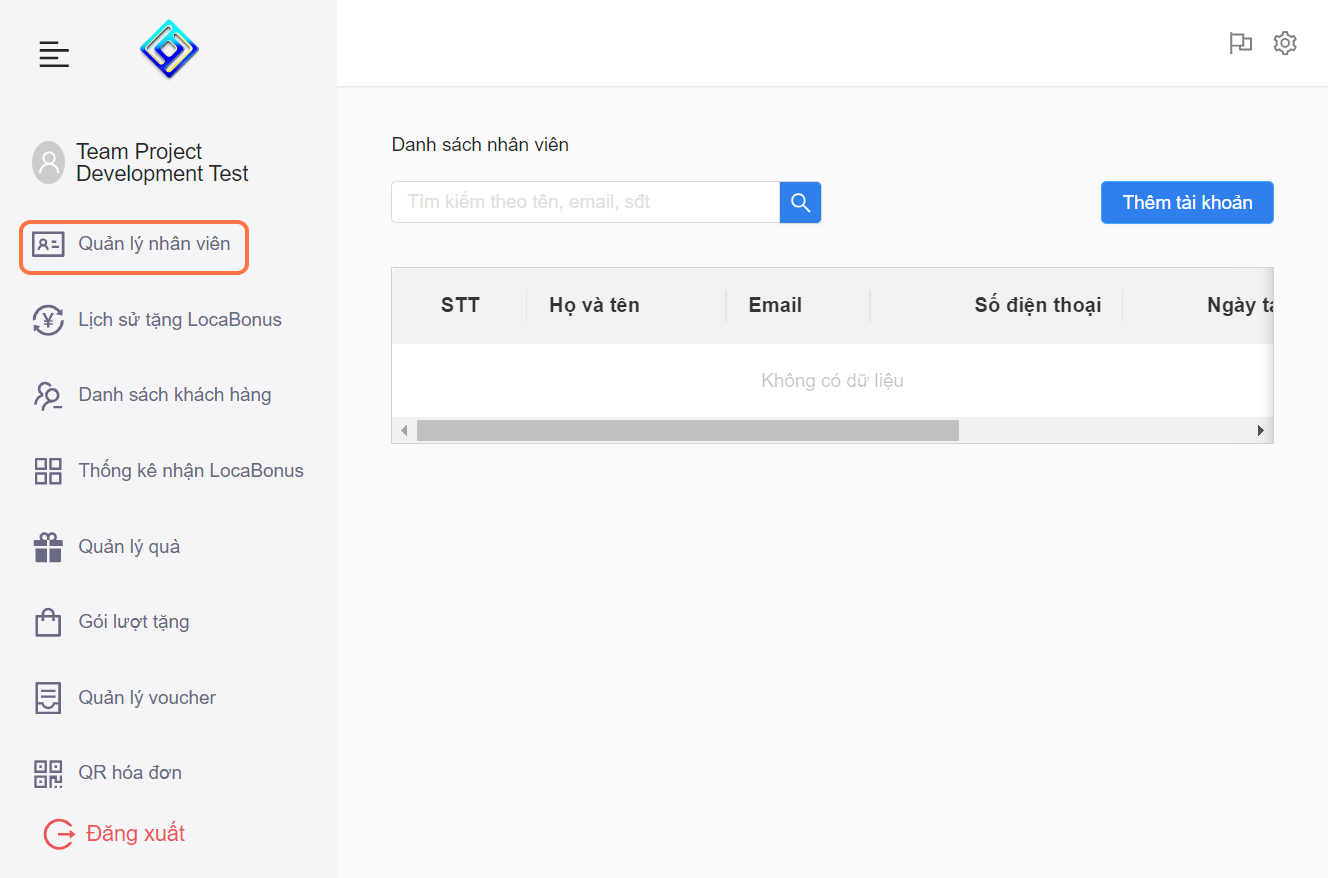 Team Project
Development Test
Quản lý nhân viên
Lịch sử tặng LocaBonus
Danh sách khách hàng
Thống kê nhận LocaBonus
Quản lý quà
Gói lượt tặng
Quản lý voucher
QR hóa đơn
Đăng xuất
Danh sách nhân viên
Tìm kiếm theo tên, email, sđt
Thêm tài khoản
STT Họ và tên Email Số điện thoại Ngày
Không có dữ liệu